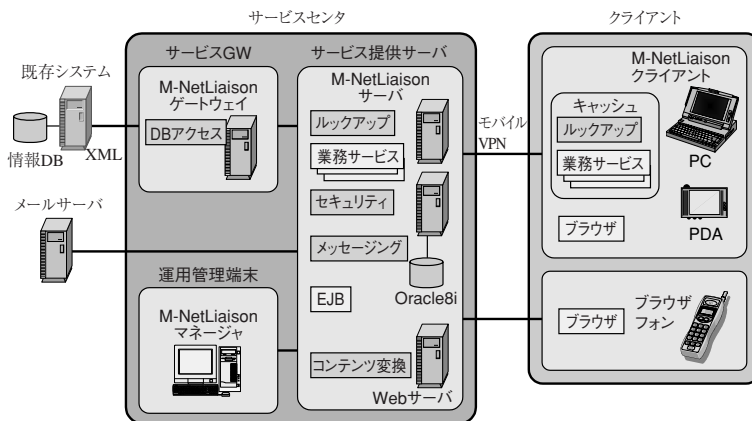 サービスセンタ
クライアント
サービスGW
サービス提供サーバ
既存システム
情報DB
XML
メールサーバ
M-NetLiaison
ゲートウェイ
DBアクセス
運用管理端末
M-NetLiaison
マネージャ
M-NetLiaison
サーバ
ルックアップ
業務サービス
セキュリティ
メッセージング
Oracle8i
EJB
コンテンツ変換
Webサーバ
モバイル
VPN
M-NetLiaison
クライアント
キャッシュ
ルックアップ
業務サービス
PC
PDA
ブラウザ
ブラウザ
ブラウザ
フォン